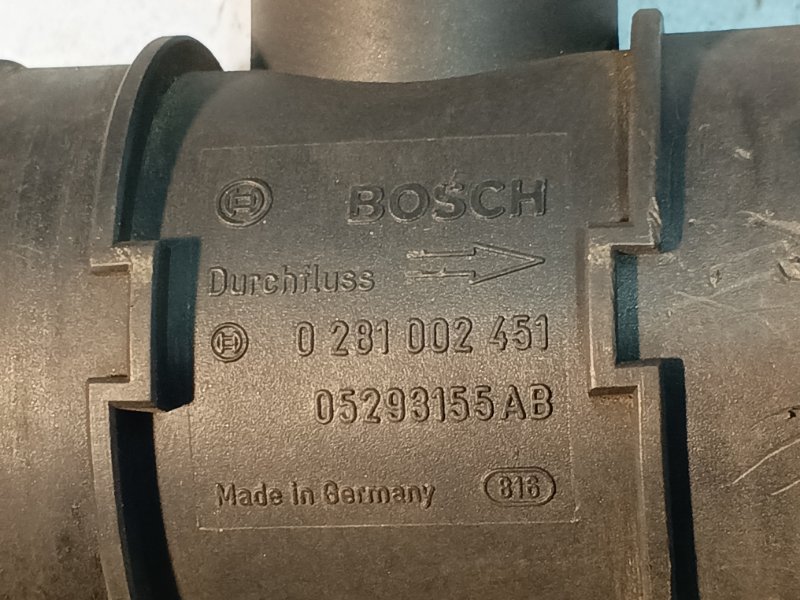 BOSCH
Durchfluss
0 281 002 451
05293155AB
Made in Germany 816